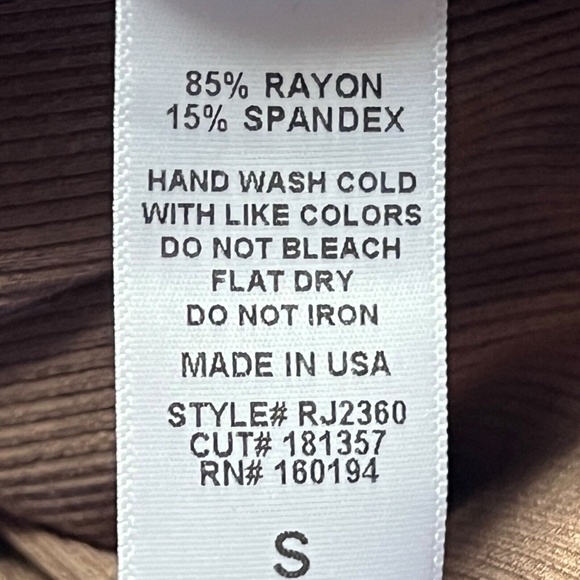 85% RAYON
15% SPANDEX
HAND WASH COLD
WITH LIKE COLORS
DO NOT BLEACH
FLAT DRY
DO NOT IRON
MADE IN USA
STYLE# RJ2360
CUT# 181357
RN# 160194
S